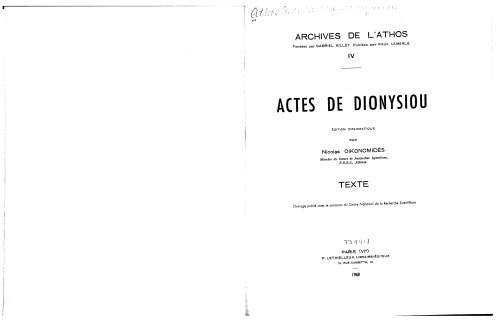 ARCHIVES DE L'ATHOS
Fondées par GABRIEL MILLET, Publiées par PAUL LEMERLE
IV
ACTES DE DIONYSIOU
ÉDITION DIPLOMATIQUE
PAR
Nicolas OIKONOMIDÈS
Membre du Centre de Recherches byzantines,
F.R.H.S., Athènes
TEXTE
Ouvrage publié avec le concours du Centre National de la Recherche Scientifique
PARIS (VIe)
P. LETHIELLEUX, LIBRAIRE-ÉDITEUR
10, RUE CASSETTE, 10
1968